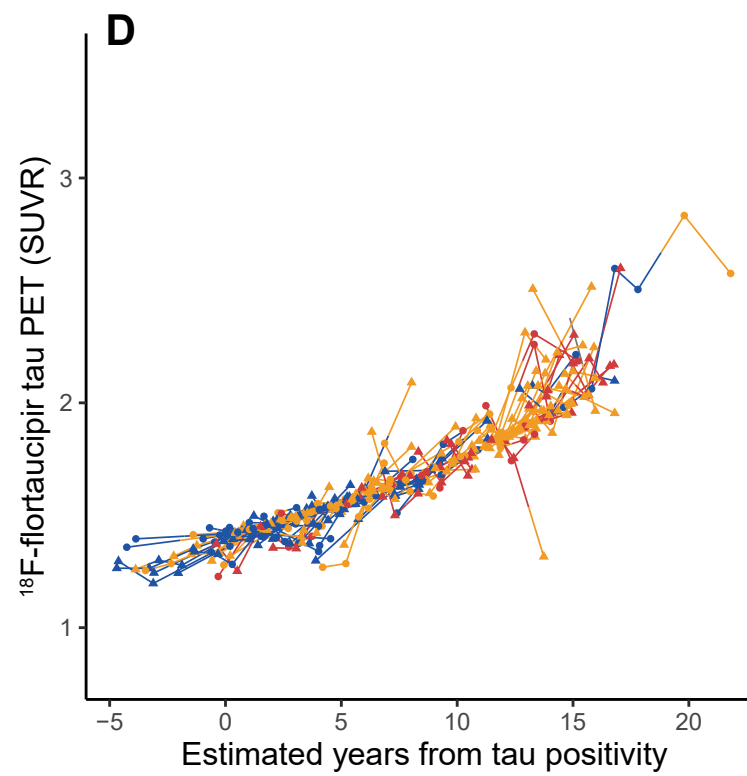 D
¹⁸F-flortaucipir tau PET (SUVR)
3
2
1
−5 0 5 10 15 20
Estimated years from tau positivity